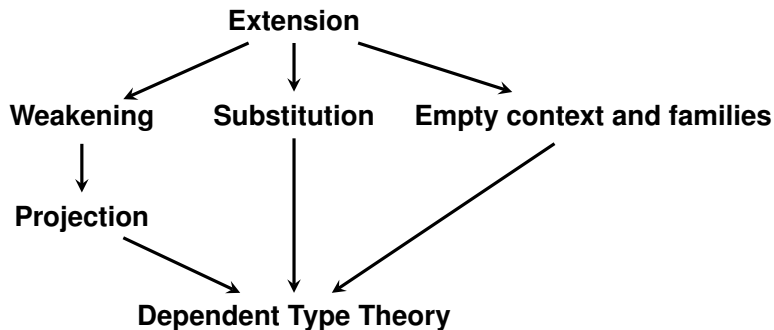 Extension
Weakening
Substitution
Empty context and families
Projection
Dependent Type Theory